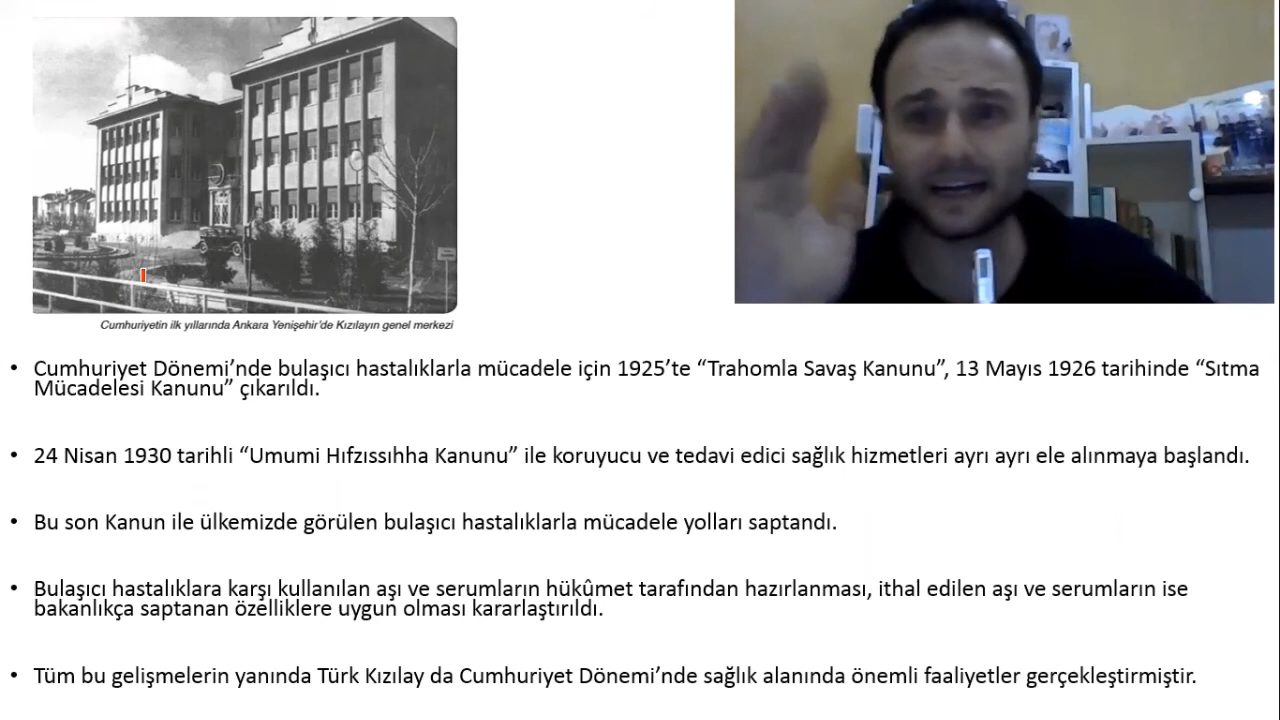 Cumhuriyetin ilk yıllarında Ankara Yenişehir’de Kızılayın genel merkezi
• Cumhuriyet Dönemi’nde bulaşıcı hastalıklarla mücadele için 1925’te “Trahomla Savaş Kanunu”, 13 Mayıs 1926 tarihinde “Sıtma
Mücadelesi Kanunu” çıkarıldı.
• 24 Nisan 1930 tarihli “Umumi Hıfzıssıhha Kanunu” ile koruyucu ve tedavi edici sağlık hizmetleri ayrı ayrı ele alınmaya başlandı.
• Bu son Kanun ile ülkemizde görülen bulaşıcı hastalıklarla mücadele yolları saptandı.
• Bulaşıcı hastalıklara karşı kullanılan aşı ve serumların hükûmet tarafından hazırlanması, ithal edilen aşı ve serumların ise
bakanlıkça saptanan özelliklere uygun olması kararlaştırıldı.
• Tüm bu gelişmelerin yanında Türk Kızılay da Cumhuriyet Dönemi’nde sağlık alanında önemli faaliyetler gerçekleştirmiştir.